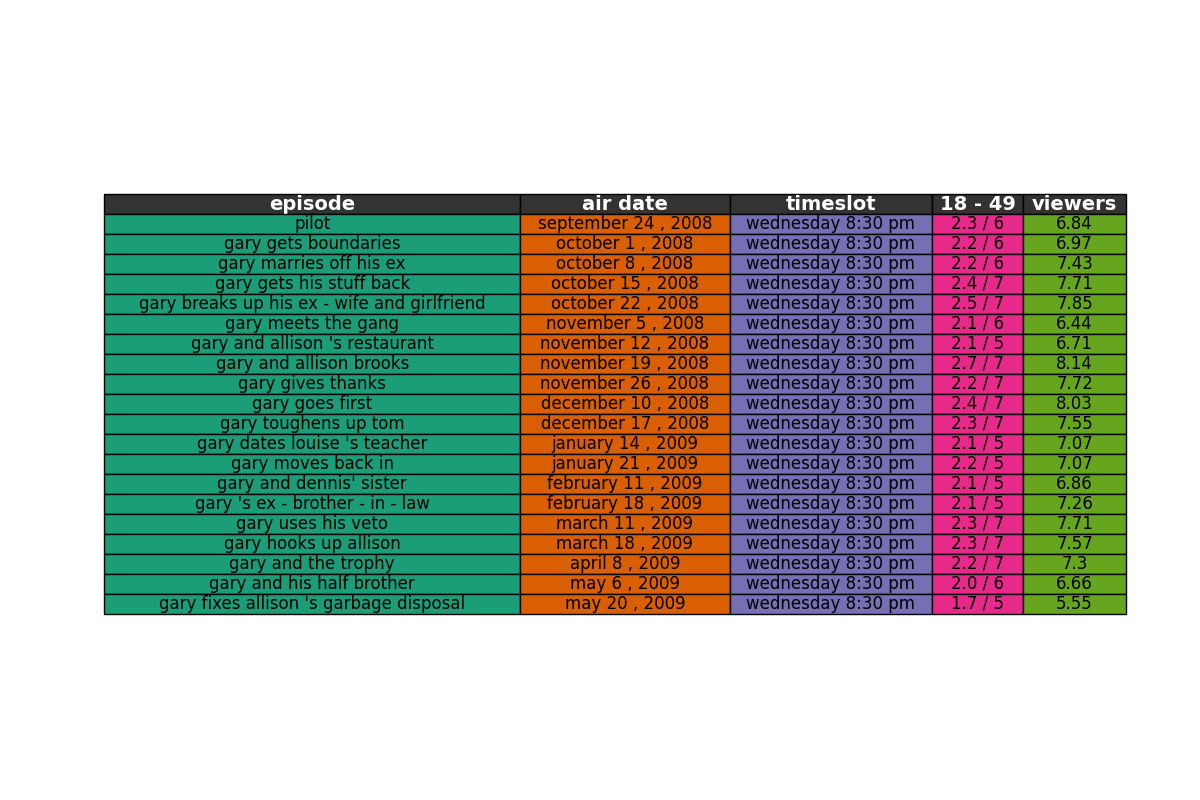 episode air date timeslot 18 - 49 viewers
pilot september 24 , 2008 wednesday 8:30 pm 2.3 / 6 6.84
gary gets boundaries october 1 , 2008 wednesday 8:30 pm 2.2 / 6 6.97
gary marries off his ex october 8 , 2008 wednesday 8:30 pm 2.2 / 6 7.43
gary gets his stuff back october 15 , 2008 wednesday 8:30 pm 2.4 / 7 7.71
gary breaks up his ex - wife and girlfriend october 22 , 2008 wednesday 8:30 pm 2.5 / 7 7.85
gary meets the gang november 5 , 2008 wednesday 8:30 pm 2.1 / 6 6.44
gary and allison 's restaurant november 12 , 2008 wednesday 8:30 pm 2.1 / 5 6.71
gary and allison brooks november 19 , 2008 wednesday 8:30 pm 2.7 / 7 8.14
gary gives thanks november 26 , 2008 wednesday 8:30 pm 2.2 / 7 7.72
gary goes first december 10 , 2008 wednesday 8:30 pm 2.4 / 7 8.03
gary toughens up tom december 17 , 2008 wednesday 8:30 pm 2.3 / 7 7.55
gary dates louise 's teacher january 14 , 2009 wednesday 8:30 pm 2.1 / 5 7.07
gary moves back in january 21 , 2009 wednesday 8:30 pm 2.2 / 5 7.07
gary and dennis' sister february 11 , 2009 wednesday 8:30 pm 2.1 / 5 6.86
gary 's ex - brother - in - law february 18 , 2009 wednesday 8:30 pm 2.1 / 5 7.26
gary uses his veto march 11 , 2009 wednesday 8:30 pm 2.3 / 7 7.71
gary hooks up allison march 18 , 2009 wednesday 8:30 pm 2.3 / 7 7.57
gary and the trophy april 8 , 2009 wednesday 8:30 pm 2.2 / 7 7.3
gary and his half brother may 6 , 2009 wednesday 8:30 pm 2.0 / 6 6.66
gary fixes allison 's garbage disposal may 20 , 2009 wednesday 8:30 pm 1.7 / 5 5.55